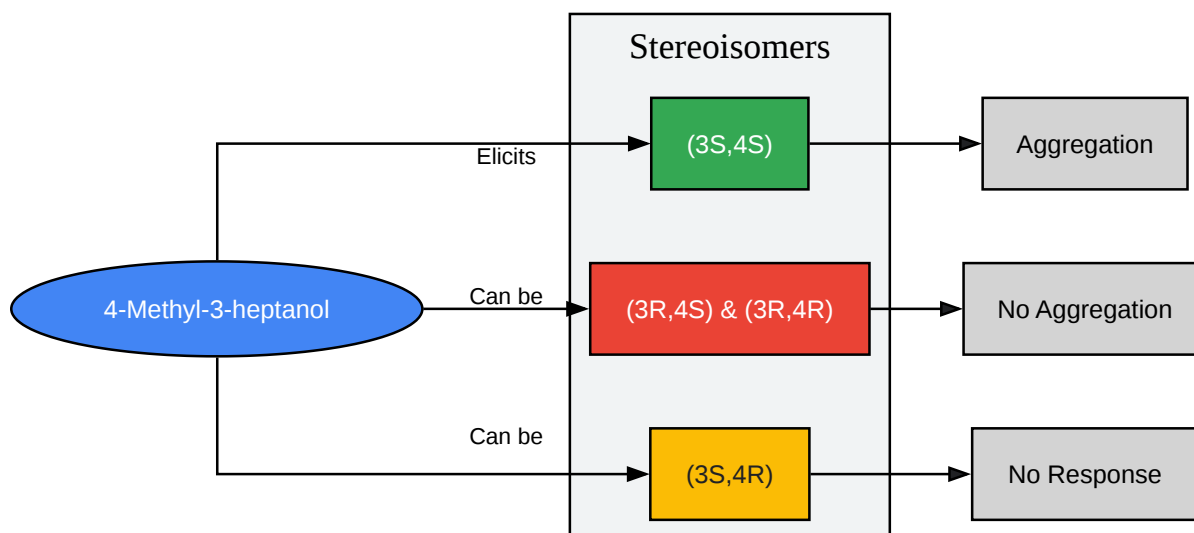 Stereoisomers
Elicits
(3S,4S)
Aggregation
4-Methyl-3-heptanol
Can be
(3R,4S) & (3R,4R)
No Aggregation
Can be
(3S,4R)
No Response